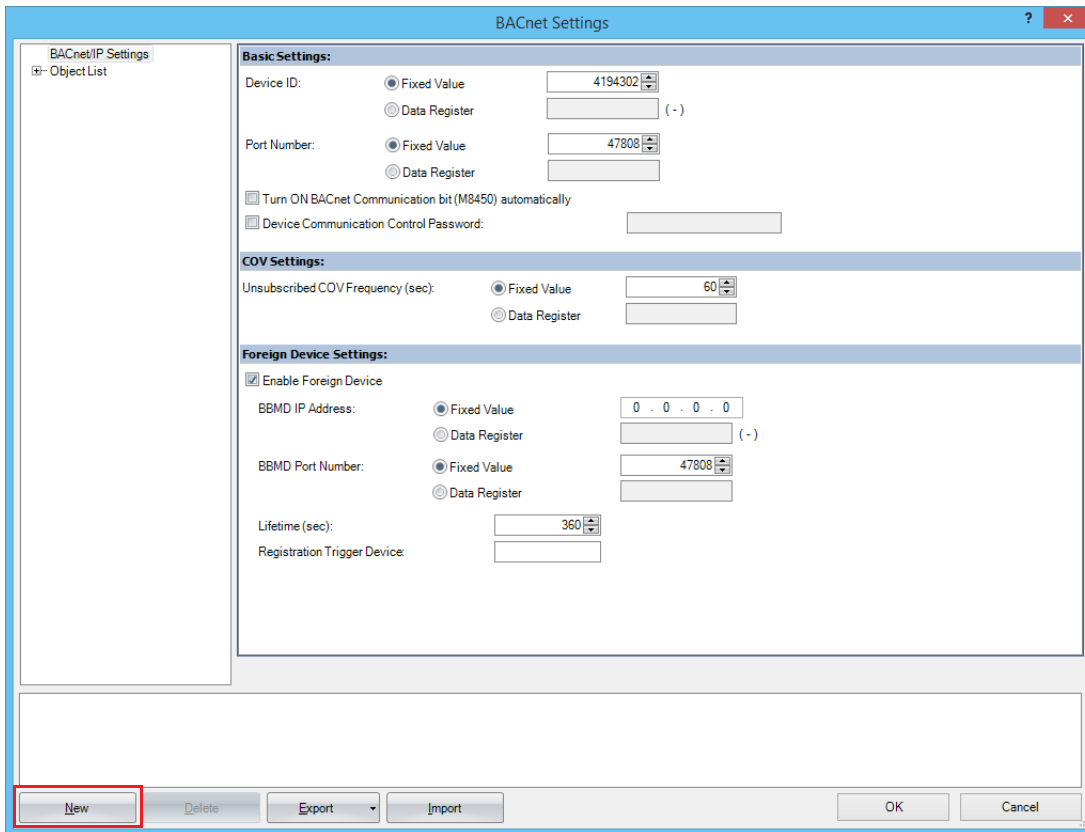 BACnet Settings
?
×
BACnet/IP Settings
Object List
Basic Settings:
Device ID:
Fixed Value
4194302
Data Register
(-)
Port Number:
Fixed Value
47808
Data Register
Turn ON BACnet Communication bit (M8450) automatically
Device Communication Control Password:
COV Settings:
Unsubscribed COV Frequency (sec):
Fixed Value
60
Data Register
Foreign Device Settings:
Enable Foreign Device
BBMD IP Address:
Fixed Value
0 . 0 . 0 . 0
Data Register
(-)
BBMD Port Number:
Fixed Value
47808
Data Register
Lifetime (sec):
360
Registration Trigger Device:
New
Delete
Export
Import
OK
Cancel